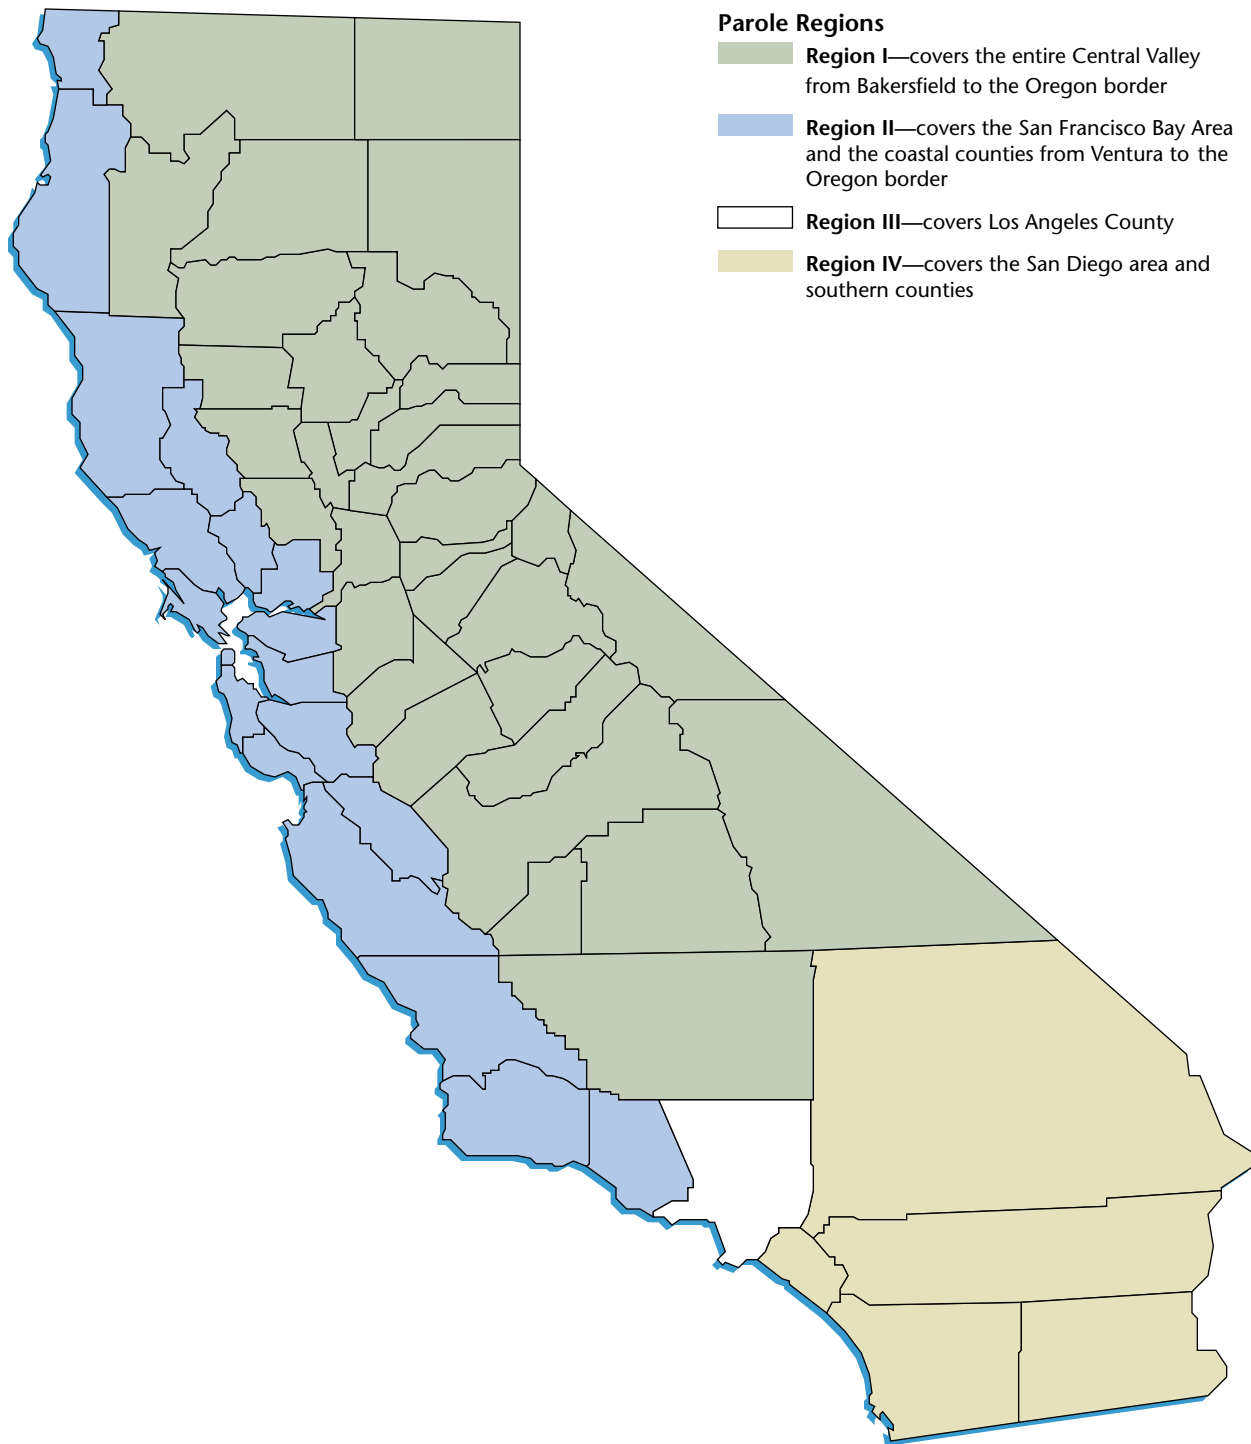 Parole Regions
Region I—covers the entire Central Valley
from Bakersfield to the Oregon border
Region II—covers the San Francisco Bay Area
and the coastal counties from Ventura to the
Oregon border
Region III—covers Los Angeles County
Region IV—covers the San Diego area and
southern counties